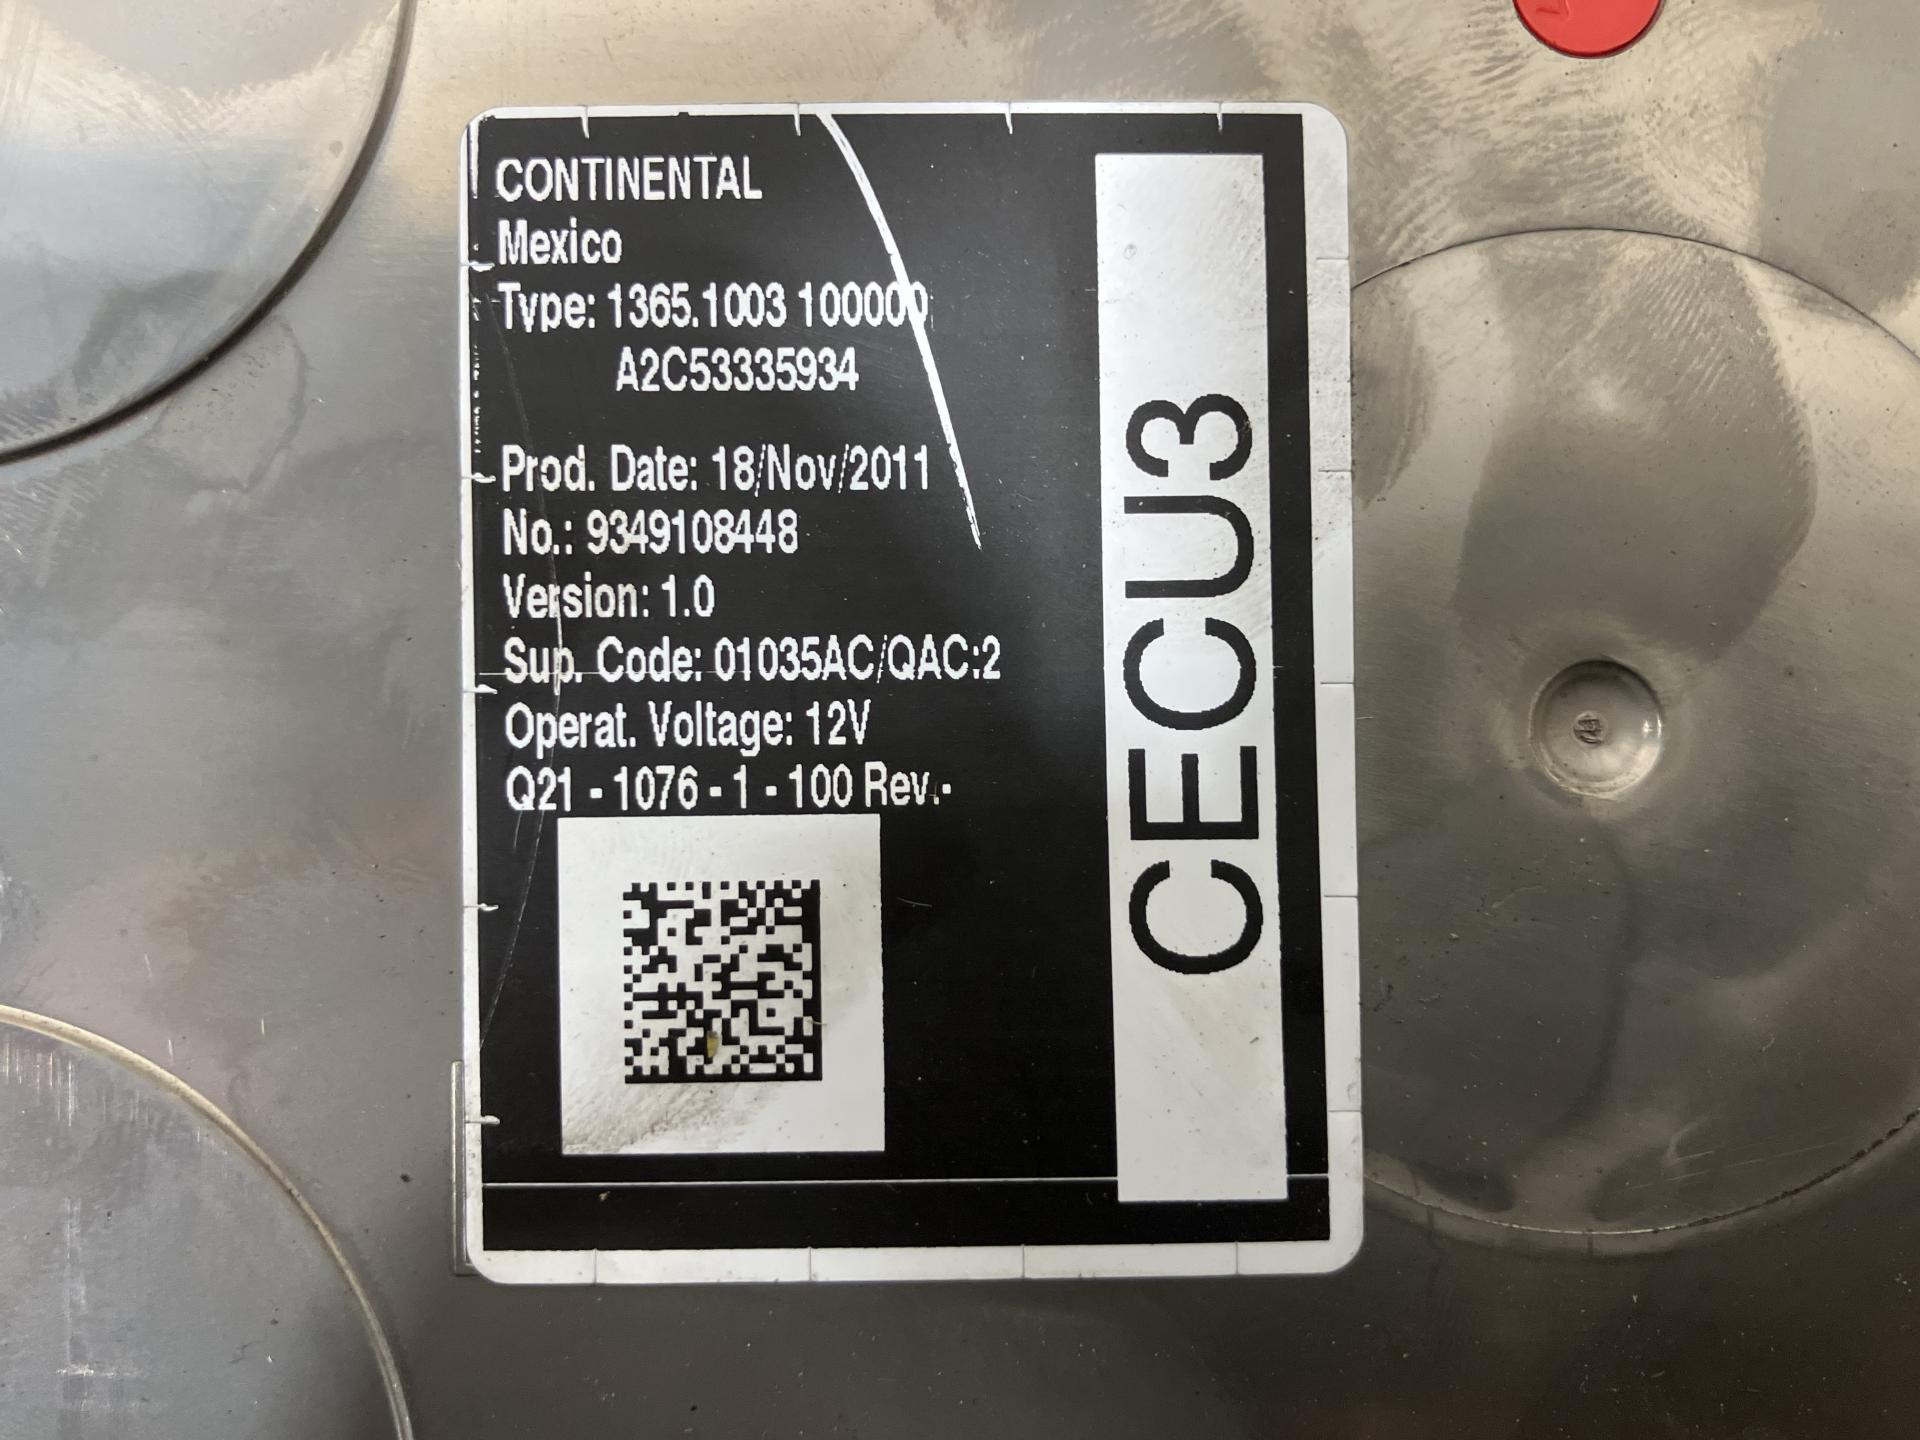 CONTINENTAL
Mexico
Type: 1365.1003 100000
A2C53335934
Prod. Date: 18/Nov/2011
No.: 9349108448
Version: 1.0
Sup. Code: 01035AC/QAC:2
Operat. Voltage: 12V
Q21 - 1076 - 1 - 100 Rev.-
CECU3